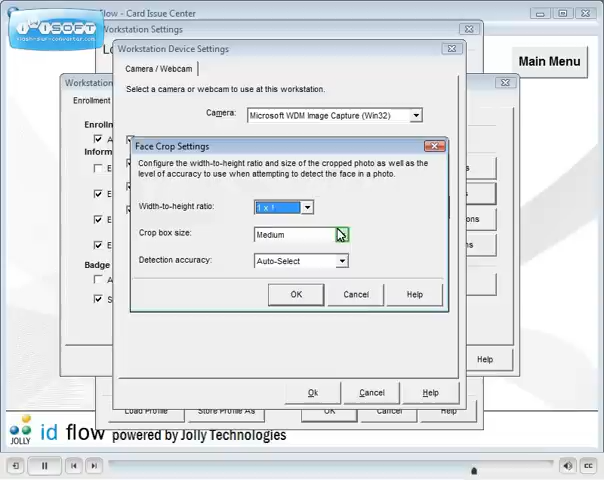 Flow - Card Issue Center
Workstation Settings
iSOFT
Workstation Device Settings
Main Menu
Camera / Webcam
Workstation
Select a camera or webcam to use at this workstation.
Enrollment
Camera: Microsoft WDM Image Capture (Win32)
Face Crop Settings
Configure the width-to-height ratio and size of the cropped photo as well as the
level of accuracy to use when attempting to detect the face in a photo.
Width-to-height ratio: 1 x 1
Crop box size: Medium
Detection accuracy: Auto-Select
Badge
OK Cancel Help
Help
Ok Cancel Help
Load Profile Store Profile As OK Cancel Help
JOLLY id flow powered by Jolly Technologies
CC